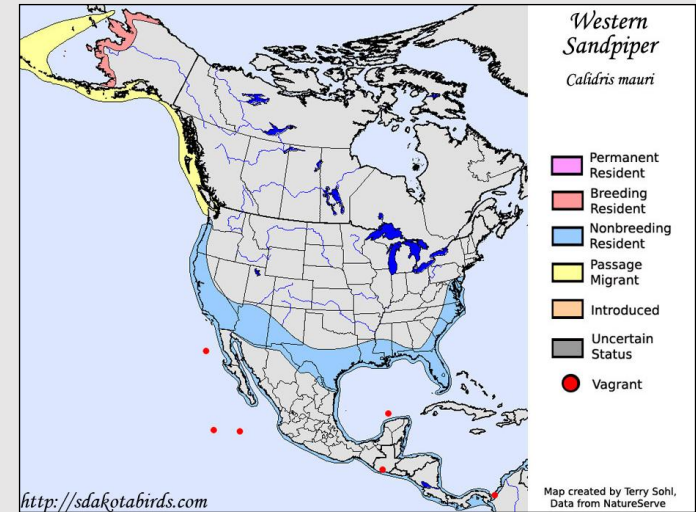 Western
Sandpiper
Calidris mauri
Permanent
Resident
Breeding
Resident
Nonbreeding
Resident
Passage
Migrant
Introduced
Uncertain
Status
Vagrant
Map created by Terry Sohl,
Data from NatureServe
http://sdakotabirds.com